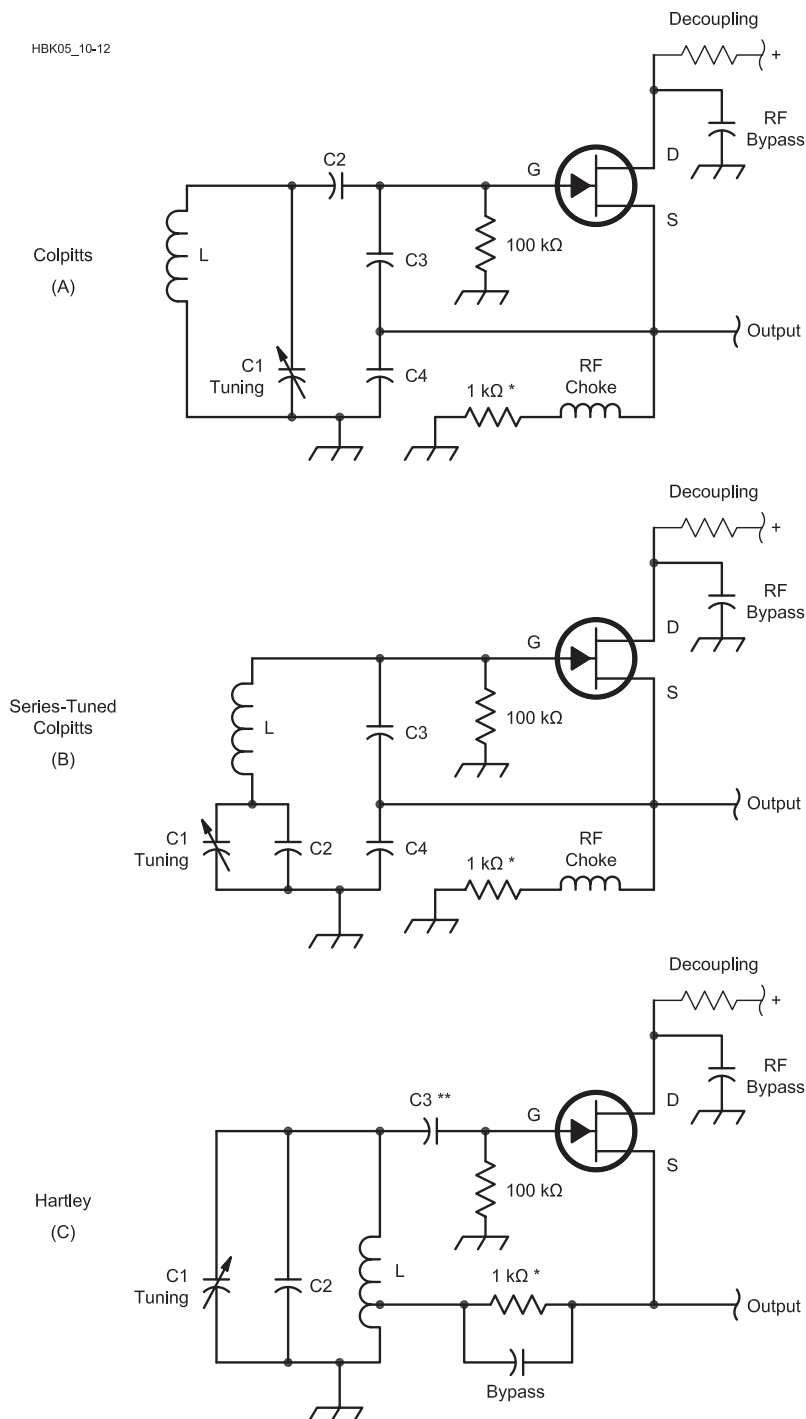 HBK05_10-12
Decoupling
+
RF
Bypass
C2
G
D
S
100 kΩ
L
C3
Colpitts
(A)
C1
Tuning
C4
1 kΩ *
RF
Choke
Output
Decoupling
+
RF
Bypass
G
D
S
100 kΩ
L
C3
Series-Tuned
Colpitts
(B)
C1
Tuning
C2
C4
1 kΩ *
RF
Choke
Output
Decoupling
+
RF
Bypass
C3 **
G
D
S
100 kΩ
Hartley
(C)
C1
Tuning
C2
L
1 kΩ *
Output
Bypass